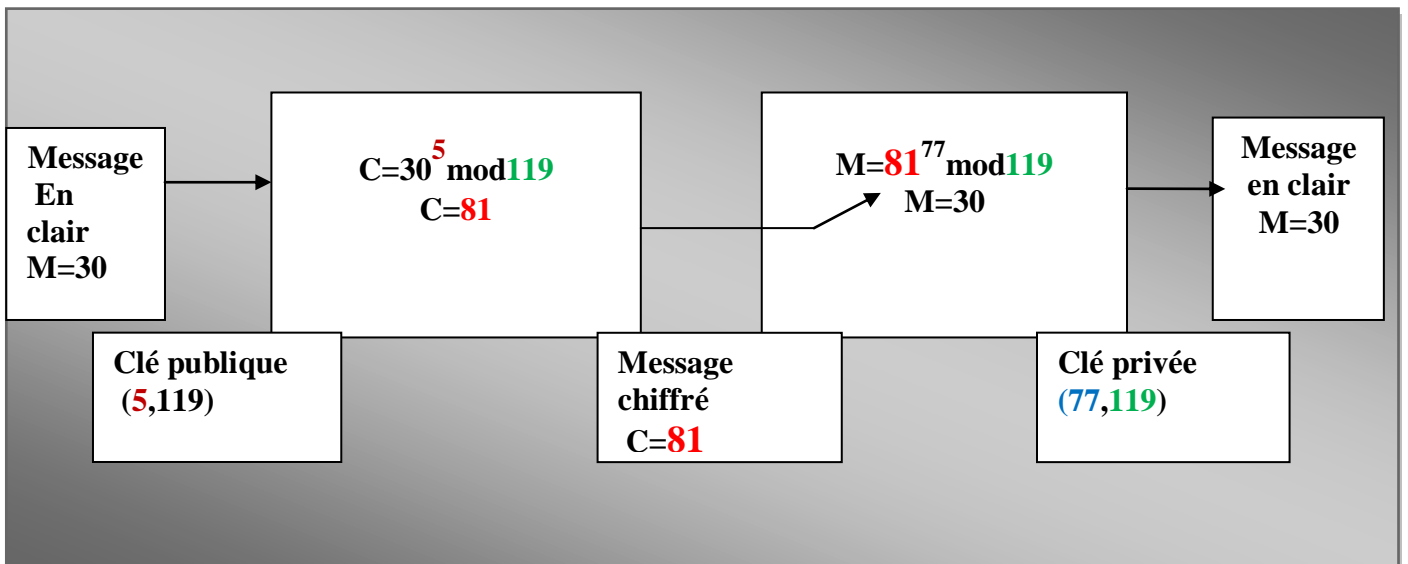 Message
En
clair
M=30
C=30⁵mod119
C=81
M=81⁷⁷mod119
M=30
Message
en clair
M=30
Clé publique
(5,119)
Message
chiffré
C=81
Clé privée
(77,119)